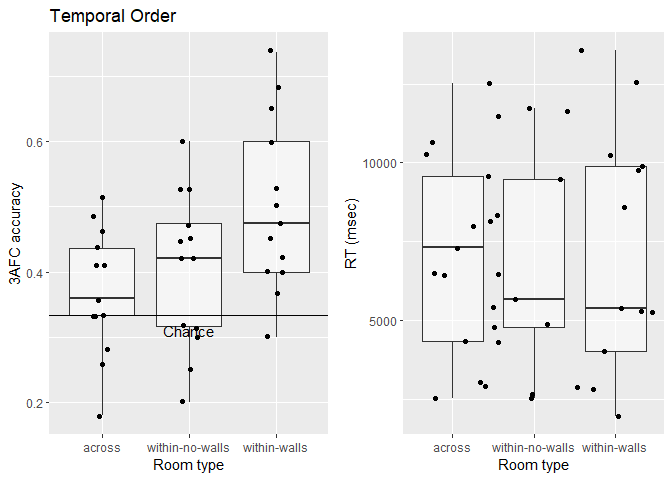 Temporal Order
3AFC accuracy
0.6
0.4
0.2
Chance
across within-no-walls within-walls
Room type
RT (msec)
10000
5000
across within-no-walls within-walls
Room type